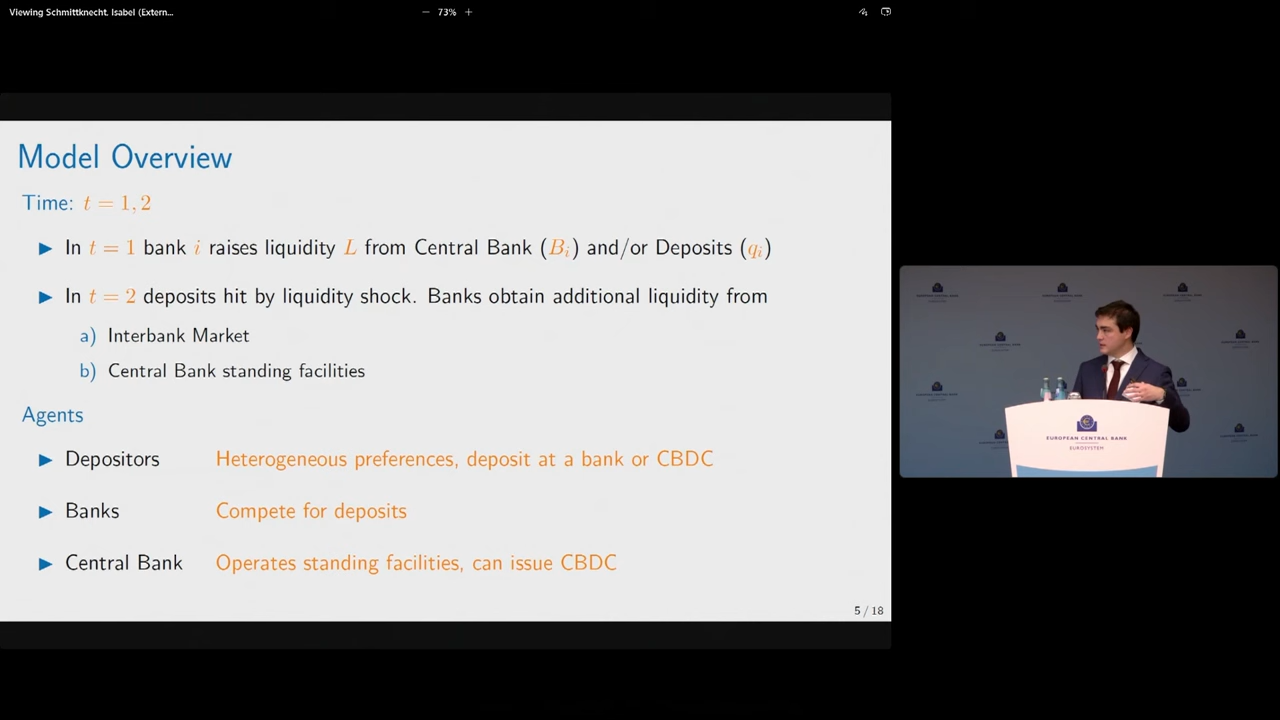 Viewing Schmittknecht. Isabel (Extern...
− 73% +
Model Overview
Time: t = 1, 2
► In t = 1 bank i raises liquidity L from Central Bank (Bᵢ) and/or Deposits (qᵢ)
► In t = 2 deposits hit by liquidity shock. Banks obtain additional liquidity from
a) Interbank Market
b) Central Bank standing facilities
Agents
► Depositors Heterogeneous preferences, deposit at a bank or CBDC
► Banks Compete for deposits
► Central Bank Operates standing facilities, can issue CBDC
5 / 18
EUROPEAN CENTRAL BANK
EUROSYSTEM